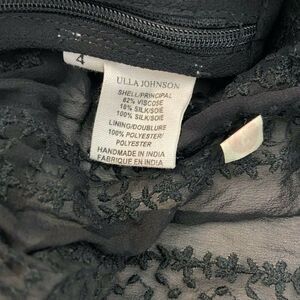 4
ULLA JOHNSON
SHELL/PRINCIPAL
82% VISCOSE
18% SILK/SOIE
100% SILK/SOIE
LINING/DOUBLURE
100% POLYESTER/
POLYESTER
HANDMADE IN INDIA
FABRIQUE EN INDIA